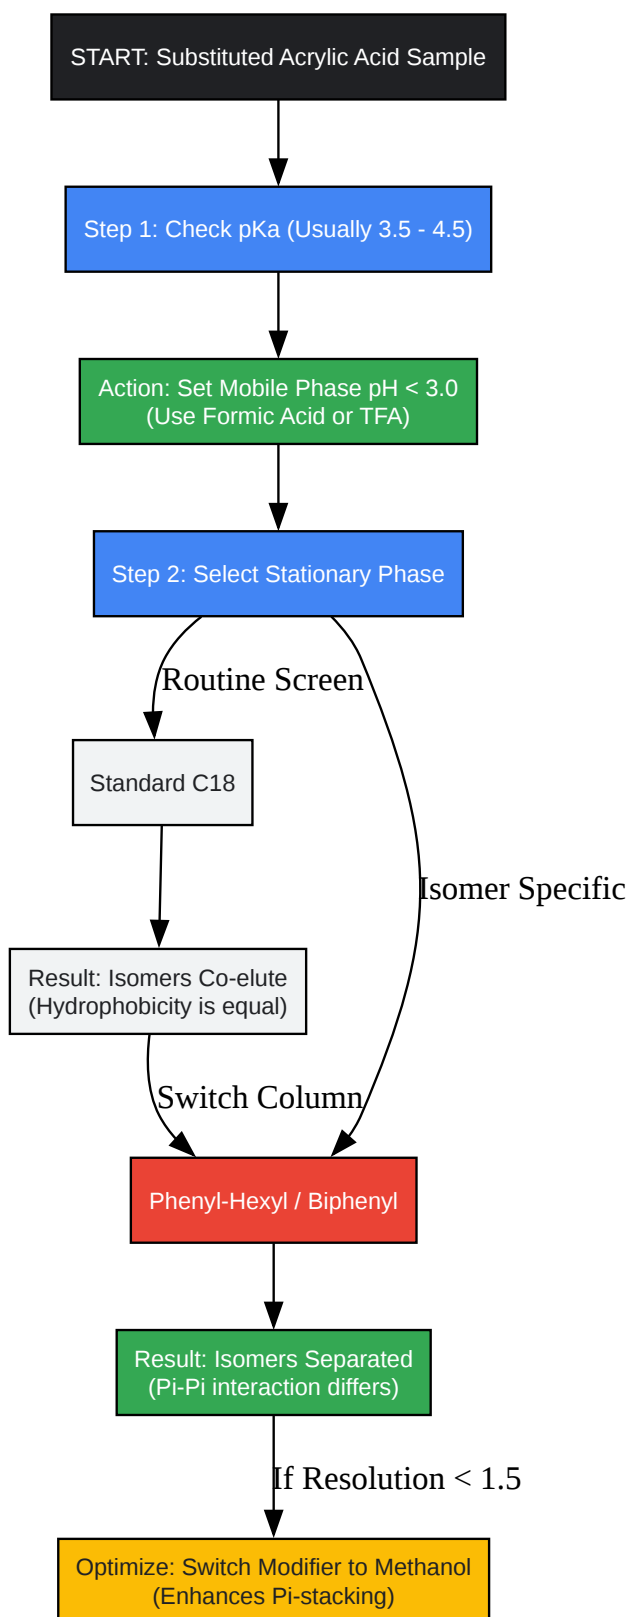 START: Substituted Acrylic Acid Sample
Step 1: Check pKa (Usually 3.5 - 4.5)
Action: Set Mobile Phase pH < 3.0
(Use Formic Acid or TFA)
Step 2: Select Stationary Phase
Routine Screen
Standard C18
Isomer Specific
Result: Isomers Co-elute
(Hydrophobicity is equal)
Switch Column
Phenyl-Hexyl / Biphenyl
Result: Isomers Separated
(Pi-Pi interaction differs)
If Resolution < 1.5
Optimize: Switch Modifier to Methanol
(Enhances Pi-stacking)